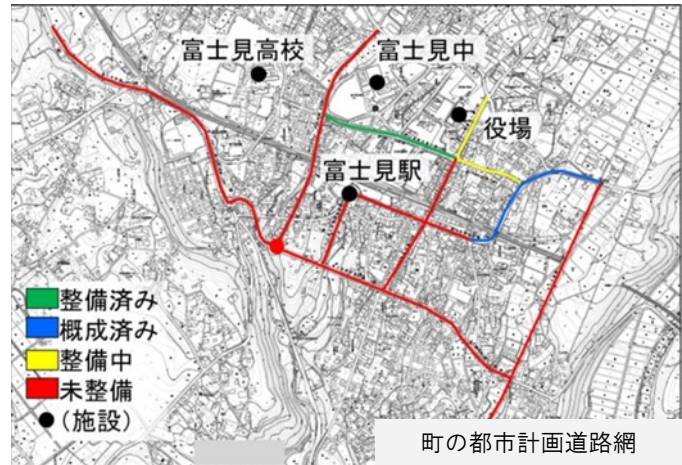 富士見高校
富士見中
役場
富士見駅
整備済み
概成済み
整備中
未整備
(施設)
町の都市計画道路網